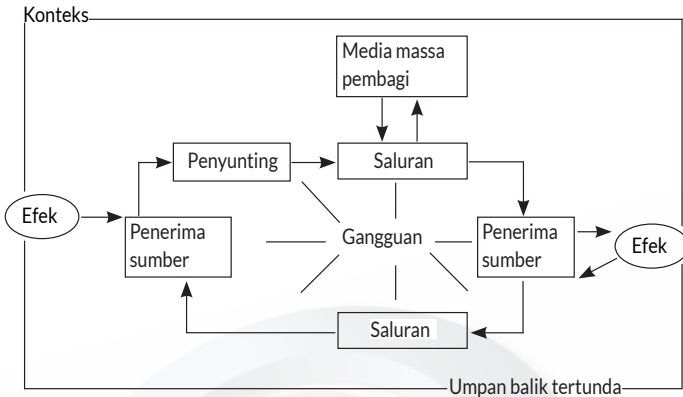 Konteks
Media massa
pembagi
Penyunting
Saluran
Efek
Penerima
sumber
Gangguan
Penerima
sumber
Efek
Saluran
Umpan balik tertunda